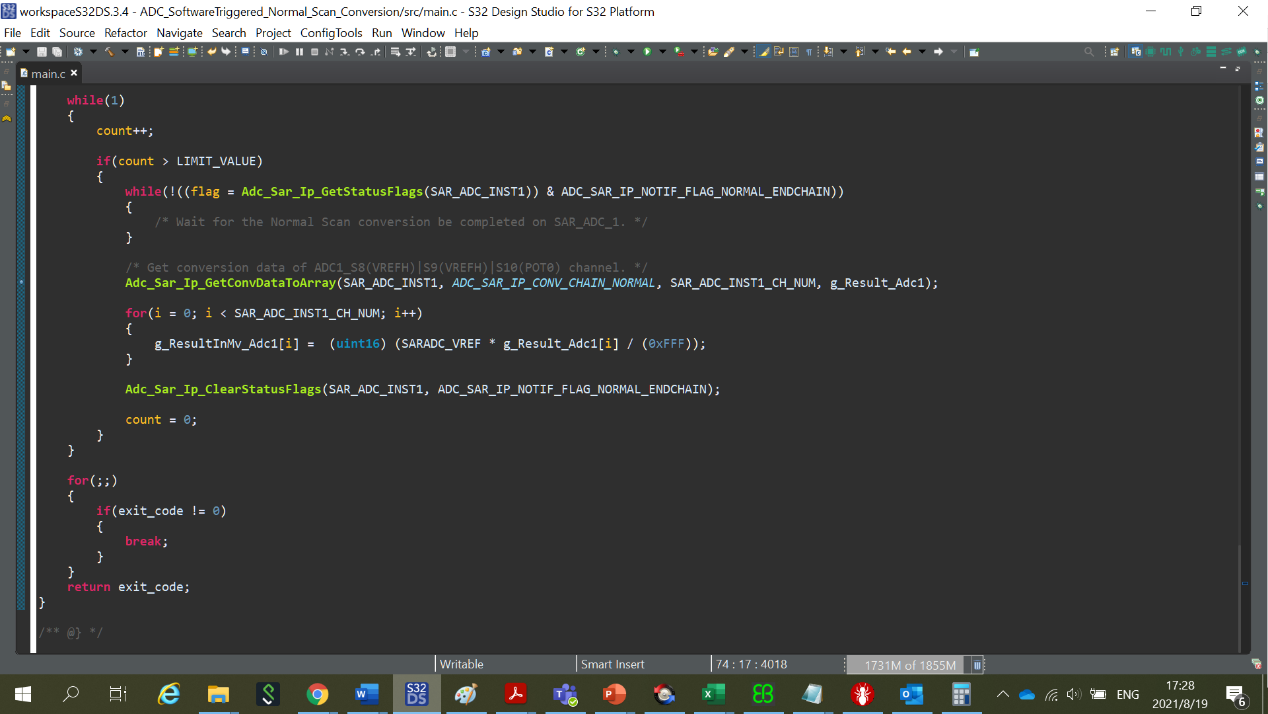 workspaceS32DS.3.4 - ADC_SoftwareTriggered_Normal_Scan_Conversion/src/main.c - S32 Design Studio for S32 Platform
File Edit Source Refactor Navigate Search Project ConfigTools Run Window Help
main.c
while(1)
{
count++;
if(count > LIMIT_VALUE)
{
while(!((flag = Adc_Sar_Ip_GetStatusFlags(SAR_ADC_INST1)) & ADC_SAR_IP_NOTIF_FLAG_NORMAL_ENDCHAIN))
{
/* Wait for the Normal Scan conversion be completed on SAR_ADC_1. */
}
/* Get conversion data of ADC1_S8(VREFH)|S9(VREFH)|S10(POT0) channel. */
Adc_Sar_Ip_GetConvDataToArray(SAR_ADC_INST1, ADC_SAR_IP_CONV_CHAIN_NORMAL, SAR_ADC_INST1_CH_NUM, g_Result_Adc1);
for(i = 0; i < SAR_ADC_INST1_CH_NUM; i++)
{
g_ResultInMv_Adc1[i] = (uint16) (SARADC_VREF * g_Result_Adc1[i] / (0xFFF));
}
Adc_Sar_Ip_ClearStatusFlags(SAR_ADC_INST1, ADC_SAR_IP_NOTIF_FLAG_NORMAL_ENDCHAIN);
count = 0;
}
}
for(;;)
{
if(exit_code != 0)
{
break;
}
}
return exit_code;
}
/** @} */
Writable Smart Insert 74 : 17 : 4018 1731M of 1855M
S32 DS
ENG
17:28
2021/8/19
6